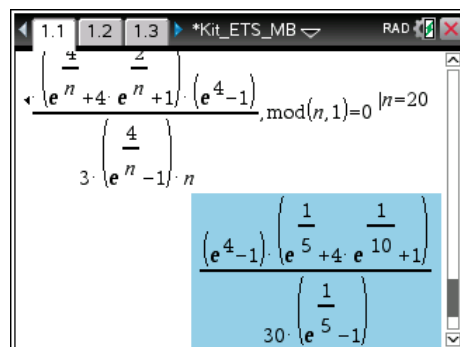 1.1 1.2 1.3 *Kit_ETS_MB RAD
(e^(4/n)+4·e^(2/n)+1)·(e^4−1)
3·(e^(4/n)−1)·n
,mod(n,1)=0 |n=20
(e^4−1)·(e^(1/5)+4·e^(1/10)+1)
30·(e^(1/5)−1)